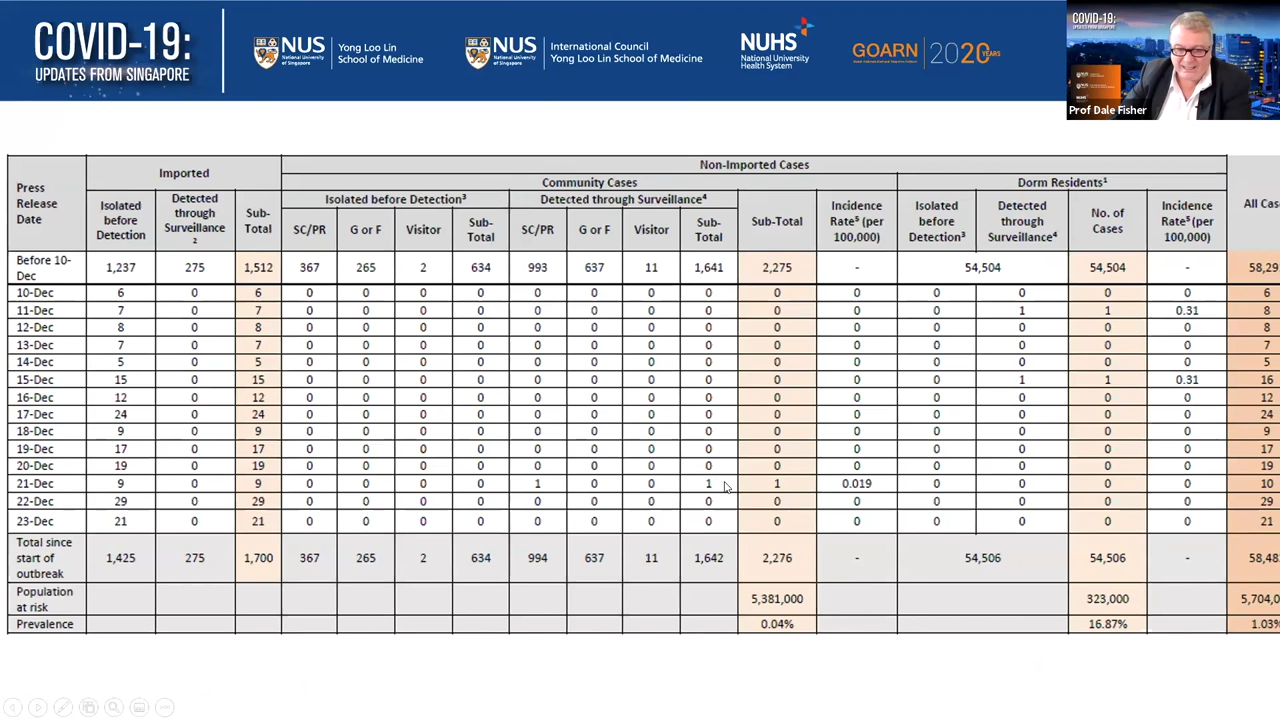 COVID-19:
UPDATES FROM SINGAPORE
NUS
National University
of Singapore
Yong Loo Lin
School of Medicine
NUS
National University
of Singapore
International Council
Yong Loo Lin School of Medicine
NUHS
National University
Health System
GOARN
2020 YEARS
COVID-19:
UPDATES FROM SINGAPORE
Prof Dale Fisher
Press Release Date
Imported
Non-Imported Cases
Community Cases
Dorm Residents¹
All Cas
Isolated before Detection³
Detected through Surveillance⁴
Isolated before Detection
Detected through Surveillance 2
Sub-Total
SC/PR
G or F
Visitor
Sub-Total
SC/PR
G or F
Visitor
Sub-Total
Sub-Total
Incidence Rate⁵ (per 100,000)
Isolated before Detection³
Detected through Surveillance⁴
No. of Cases
Incidence Rate⁵ (per 100,000)
Before 10-Dec 1,237 275 1,512 367 265 2 634 993 637 11 1,641 2,275 - 54,504 54,504 - 58,29
10-Dec 6 0 6 0 0 0 0 0 0 0 0 0 0 0 0 0 0 6
11-Dec 7 0 7 0 0 0 0 0 0 0 0 0 0 0 1 1 0.31 8
12-Dec 8 0 8 0 0 0 0 0 0 0 0 0 0 0 0 0 0 8
13-Dec 7 0 7 0 0 0 0 0 0 0 0 0 0 0 0 0 0 7
14-Dec 5 0 5 0 0 0 0 0 0 0 0 0 0 0 0 0 0 5
15-Dec 15 0 15 0 0 0 0 0 0 0 0 0 0 0 1 1 0.31 16
16-Dec 12 0 12 0 0 0 0 0 0 0 0 0 0 0 0 0 0 12
17-Dec 24 0 24 0 0 0 0 0 0 0 0 0 0 0 0 0 0 24
18-Dec 9 0 9 0 0 0 0 0 0 0 0 0 0 0 0 0 0 9
19-Dec 17 0 17 0 0 0 0 0 0 0 0 0 0 0 0 0 0 17
20-Dec 19 0 19 0 0 0 0 0 0 0 0 0 0 0 0 0 0 19
21-Dec 9 0 9 0 0 0 0 1 0 0 1 1 0.019 0 0 0 0 10
22-Dec 29 0 29 0 0 0 0 0 0 0 0 0 0 0 0 0 0 29
23-Dec 21 0 21 0 0 0 0 0 0 0 0 0 0 0 0 0 0 21
Total since start of outbreak 1,425 275 1,700 367 265 2 634 994 637 11 1,642 2,276 - 54,506 54,506 - 58,48
Population at risk 5,381,000 323,000 5,704,0
Prevalence 0.04% 16.87% 1.03%